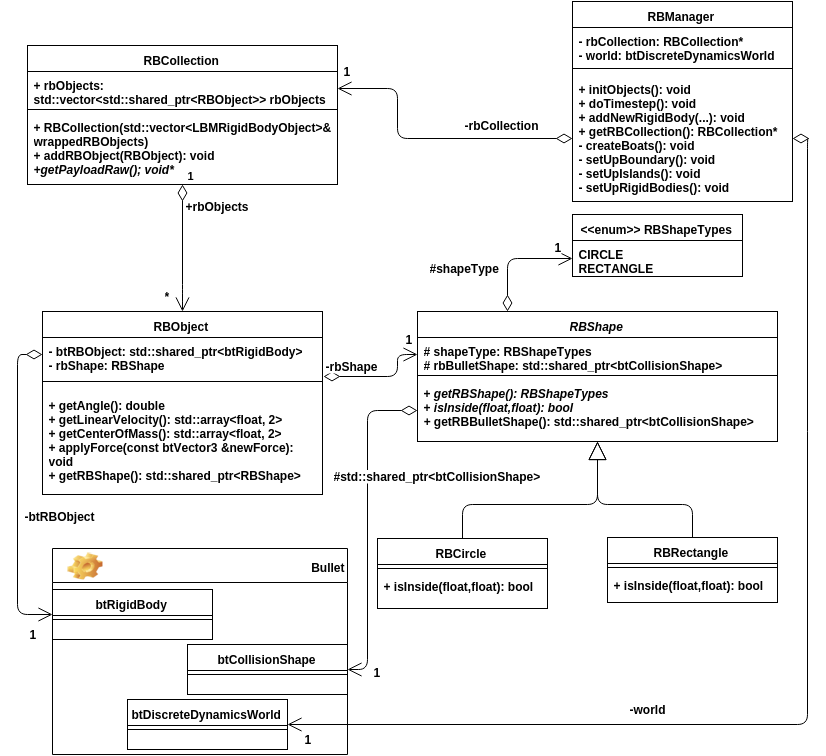 RBManager
- rbCollection: RBCollection*
- world: btDiscreteDynamicsWorld
+ initObjects(): void
+ doTimestep(): void
+ addNewRigidBody(...): void
+ getRBCollection(): RBCollection*
- createBoats(): void
- setUpBoundary(): void
- setUpIslands(): void
- setUpRigidBodies(): void
RBCollection
+ rbObjects:
std::vector<std::shared_ptr<RBObject>> rbObjects
+ RBCollection(std::vector<LBMRigidBodyObject>&
wrappedRBObjects)
+ addRBObject(RBObject): void
+getPayloadRaw(); void*
1
-rbCollection
1
+rbObjects
*
<<enum>> RBShapeTypes
CIRCLE
RECTANGLE
1
#shapeType
RBObject
- btRBObject: std::shared_ptr<btRigidBody>
- rbShape: RBShape
+ getAngle(): double
+ getLinearVelocity(): std::array<float, 2>
+ getCenterOfMass(): std::array<float, 2>
+ applyForce(const btVector3 &newForce):
void
+ getRBShape(): std::shared_ptr<RBShape>
-rbShape
1
RBShape
# shapeType: RBShapeTypes
# rbBulletShape: std::shared_ptr<btCollisionShape>
+ getRBShape(): RBShapeTypes
+ isInside(float,float): bool
+ getRBBulletShape(): std::shared_ptr<btCollisionShape>
#std::shared_ptr<btCollisionShape>
-btRBObject
RBCircle
+ isInside(float,float): bool
RBRectangle
+ isInside(float,float): bool
Bullet
btRigidBody
1
btCollisionShape
1
btDiscreteDynamicsWorld
1
-world